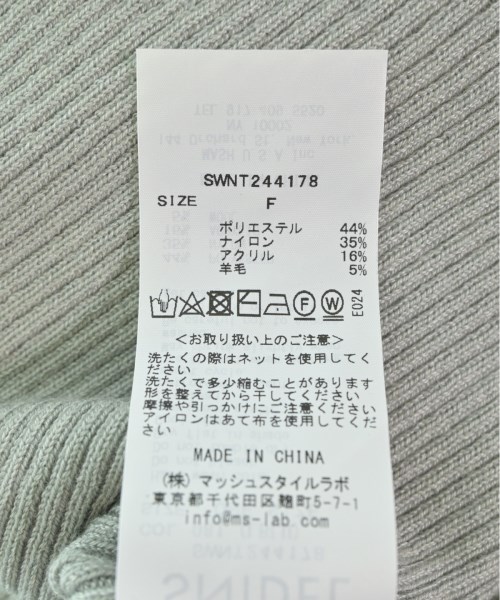 SWNT244178
SIZE F
ポリエステル 44%
ナイロン 35%
アクリル 16%
羊毛 5%
F W E024
<お取り扱い上のご注意>
洗たくの際はネットを使用してく
ださい
洗たくで多少縮むことがあります
形を整えてから干してください
摩擦や引っかけにご注意ください
アイロンはあて布を使用してくだ
さい
MADE IN CHINA
(株) マッシュスタイルラボ
東京都千代田区麹町5-7-1
info@ms-lab.com
SWNT244178
SNIDEL